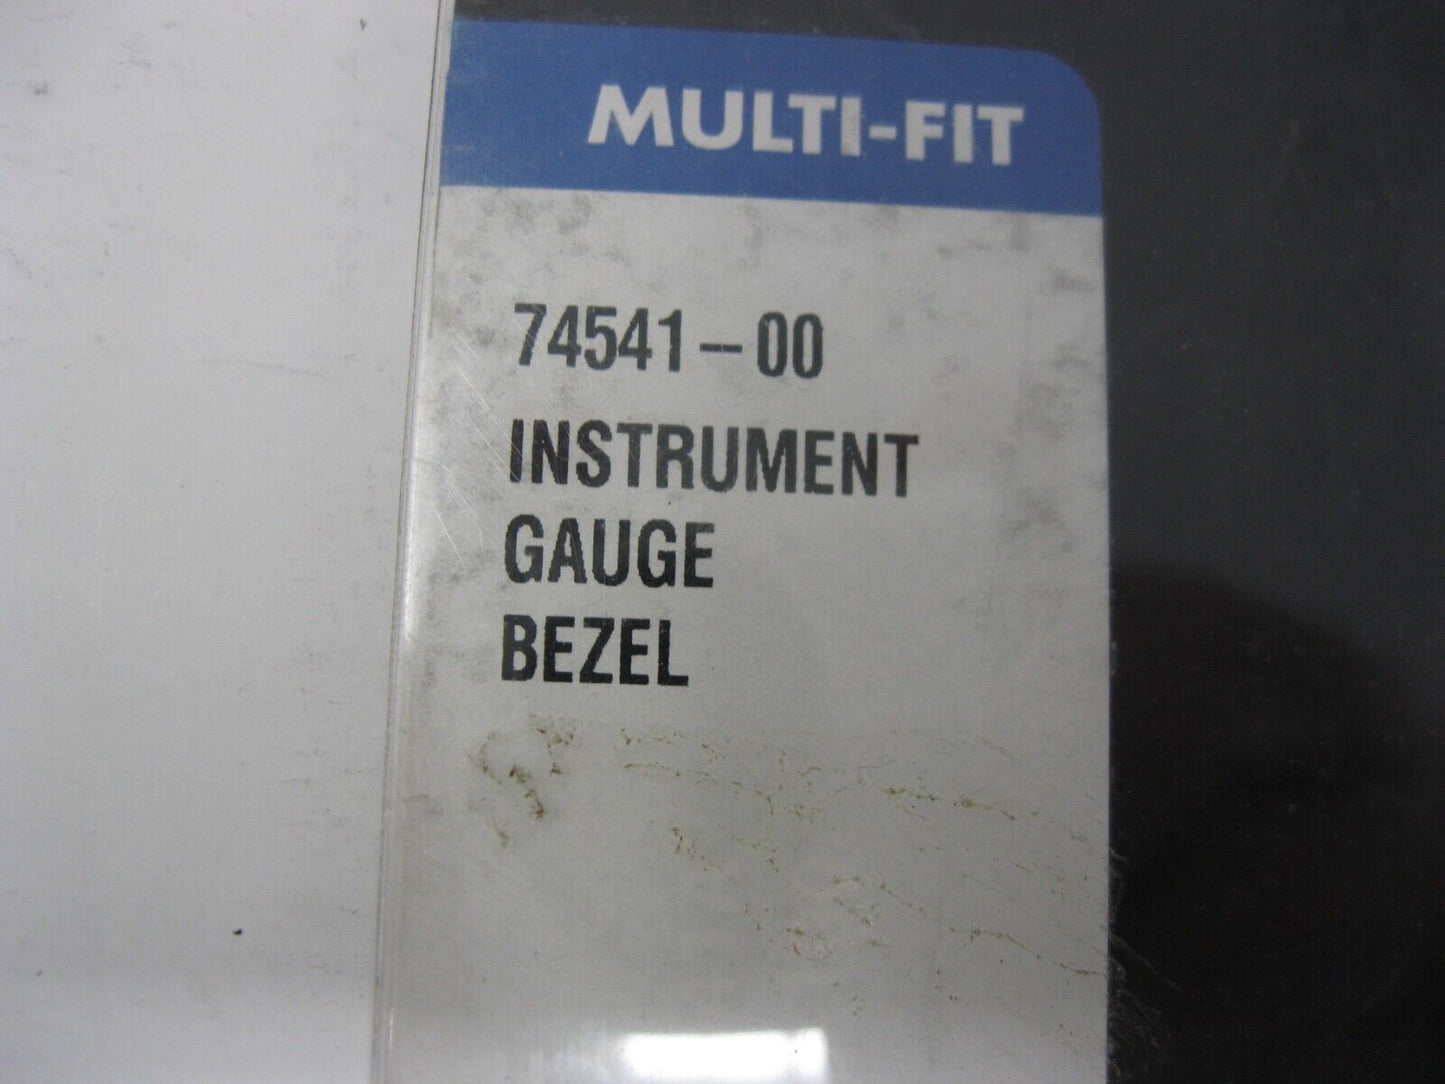 MULTI-FIT
74541-00
INSTRUMENT
GAUGE
BEZEL